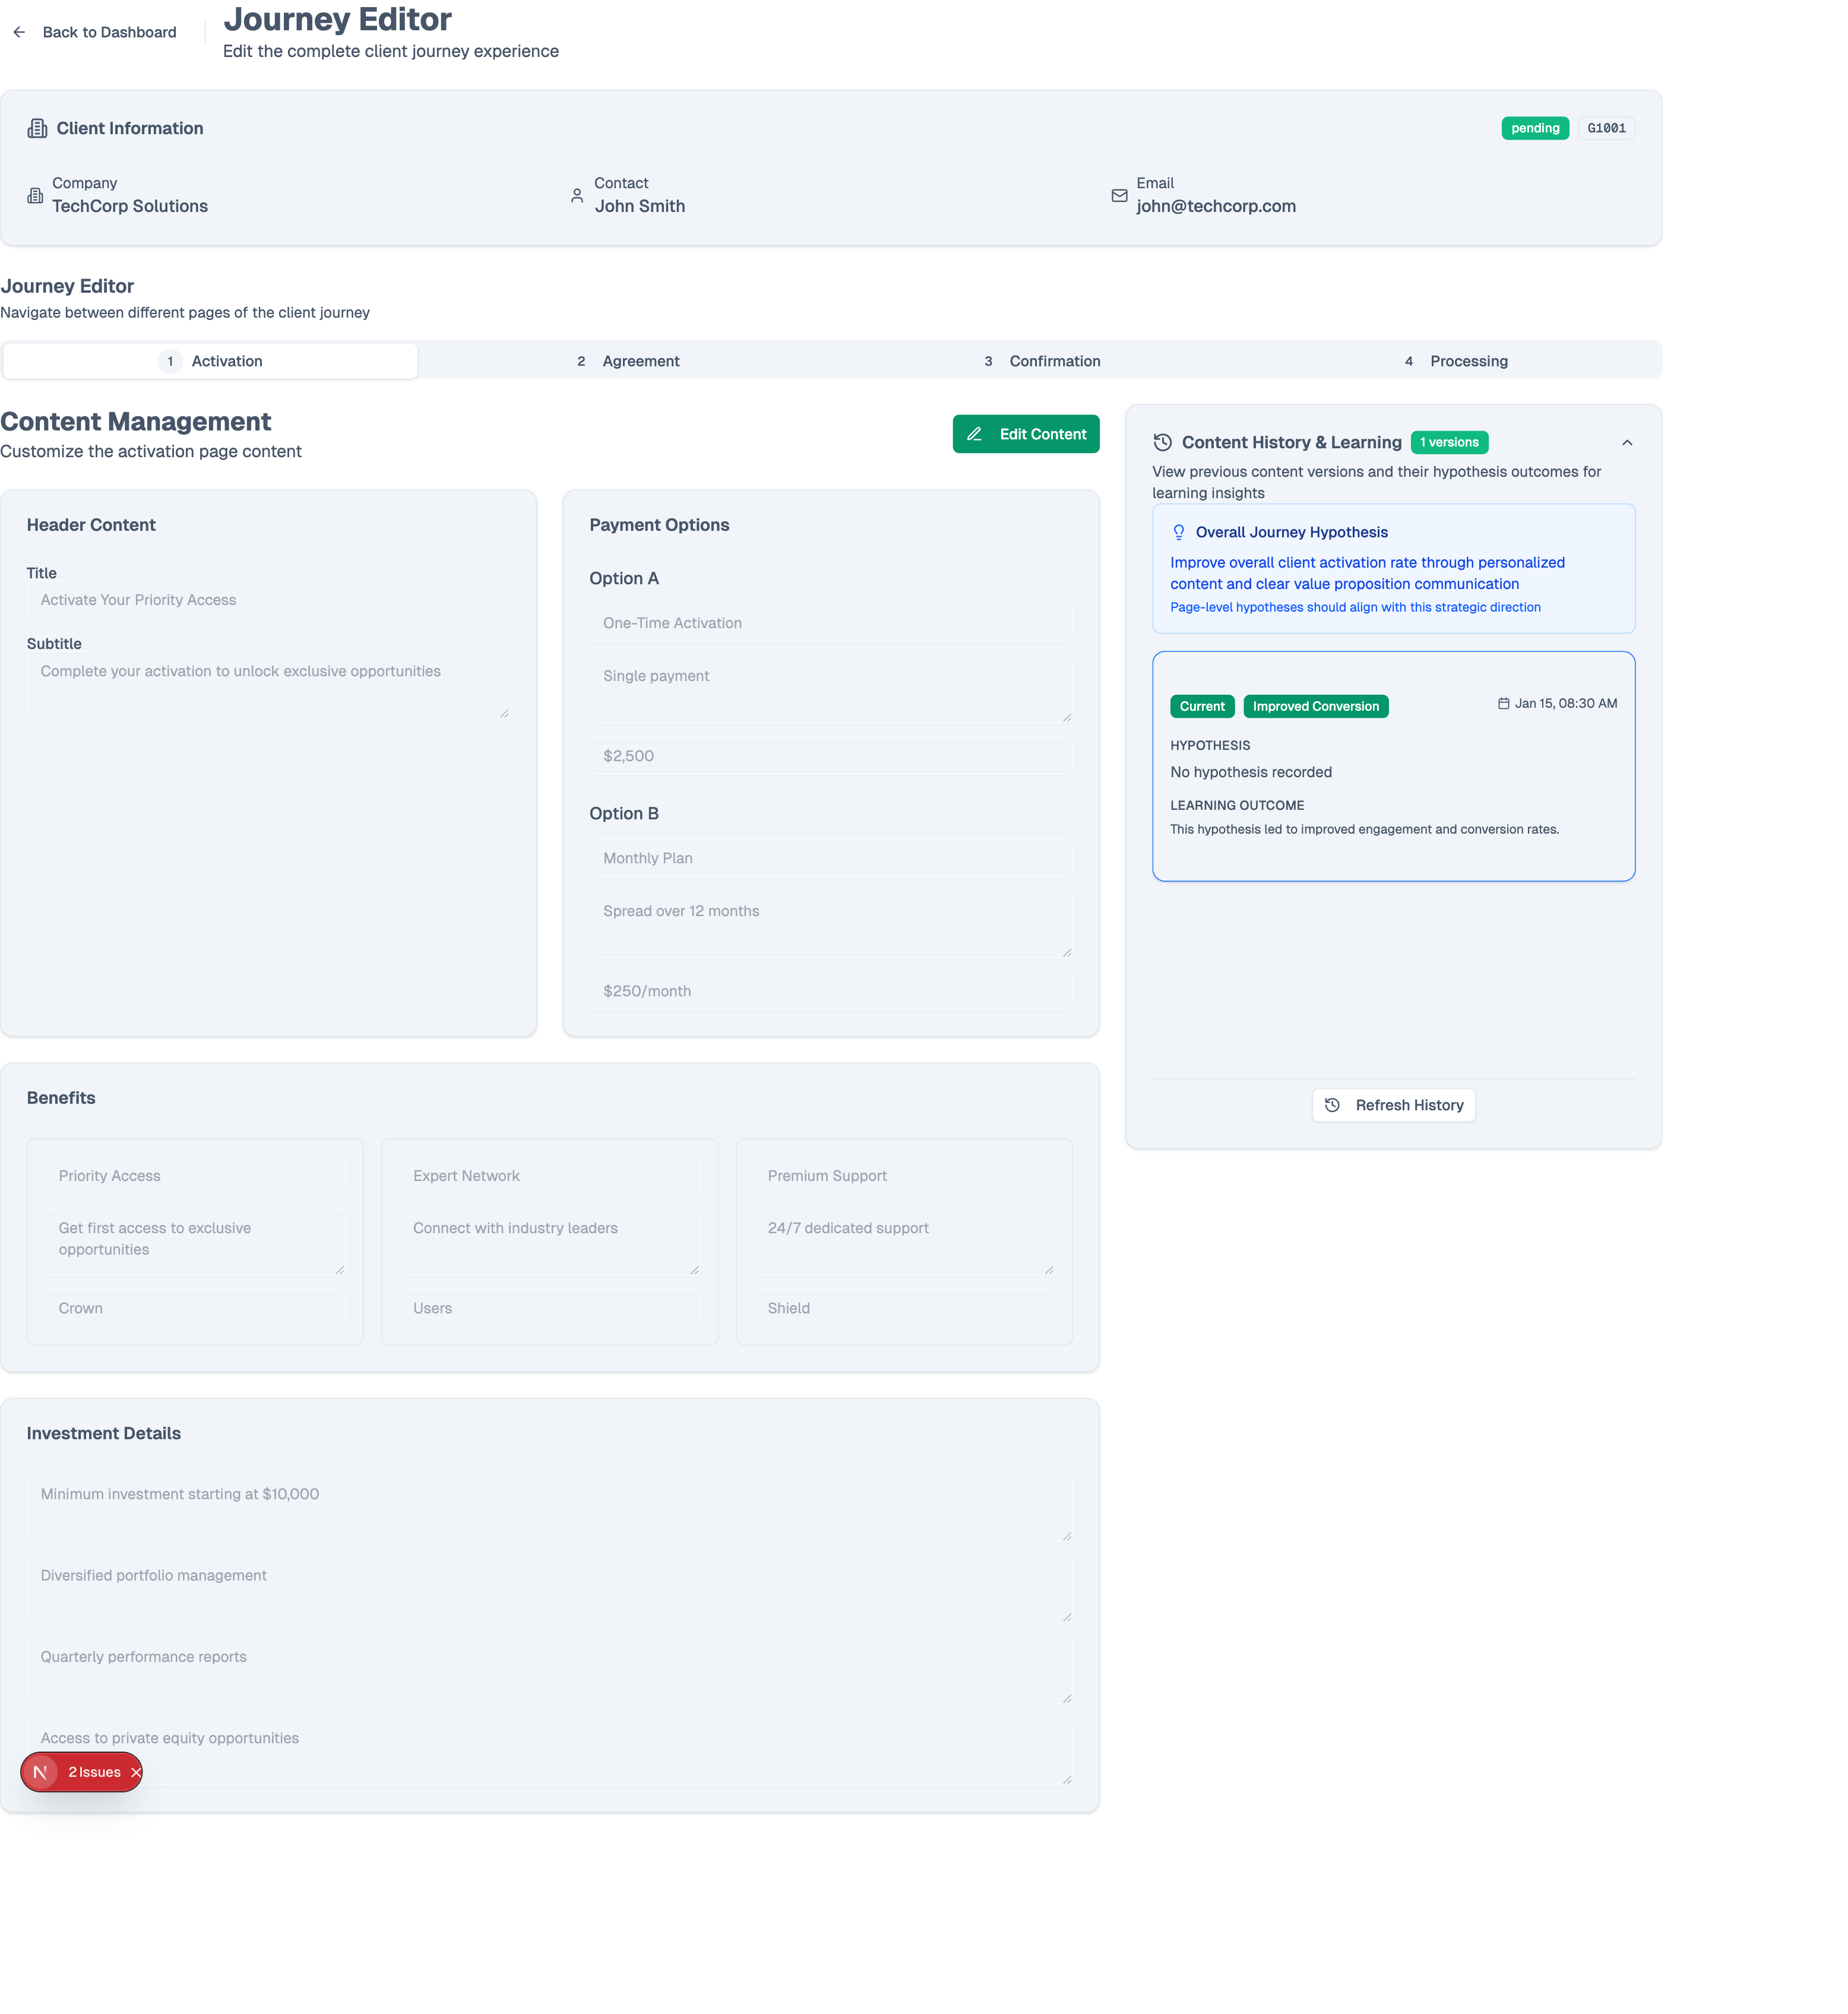 Back to Dashboard
Journey Editor
Edit the complete client journey experience
Client Information
pending
G1001
Company
TechCorp Solutions
Contact
John Smith
Email
john@techcorp.com
Journey Editor
Navigate between different pages of the client journey
1 Activation
2 Agreement
3 Confirmation
4 Processing
Content Management
Customize the activation page content
Edit Content
Header Content
Title
Activate Your Priority Access
Subtitle
Complete your activation to unlock exclusive opportunities
Payment Options
Option A
One-Time Activation
Single payment
$2,500
Option B
Monthly Plan
Spread over 12 months
$250/month
Benefits
Priority Access
Get first access to exclusive
opportunities
Crown
Expert Network
Connect with industry leaders
Users
Premium Support
24/7 dedicated support
Shield
Investment Details
Minimum investment starting at $10,000
Diversified portfolio management
Quarterly performance reports
Access to private equity opportunities
N 2 Issues
Content History & Learning
1 versions
View previous content versions and their hypothesis outcomes for
learning insights
Overall Journey Hypothesis
Improve overall client activation rate through personalized
content and clear value proposition communication
Page-level hypotheses should align with this strategic direction
Current
Improved Conversion
Jan 15, 08:30 AM
HYPOTHESIS
No hypothesis recorded
LEARNING OUTCOME
This hypothesis led to improved engagement and conversion rates.
Refresh History